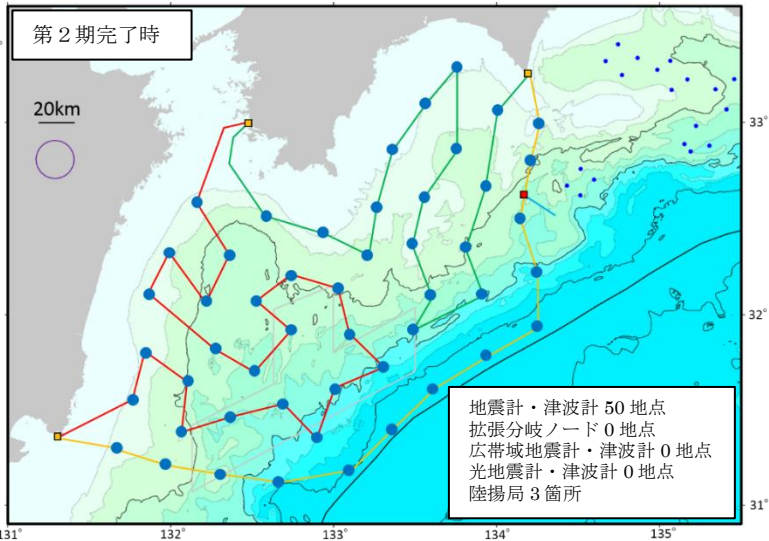 第2期完了時
20km
33°
32°
31°
131°
132°
133°
134°
135°
地震計・津波計 50 地点
拡張分岐ノード 0 地点
広帯域地震計・津波計 0 地点
光地震計・津波計 0 地点
陸揚局 3 箇所